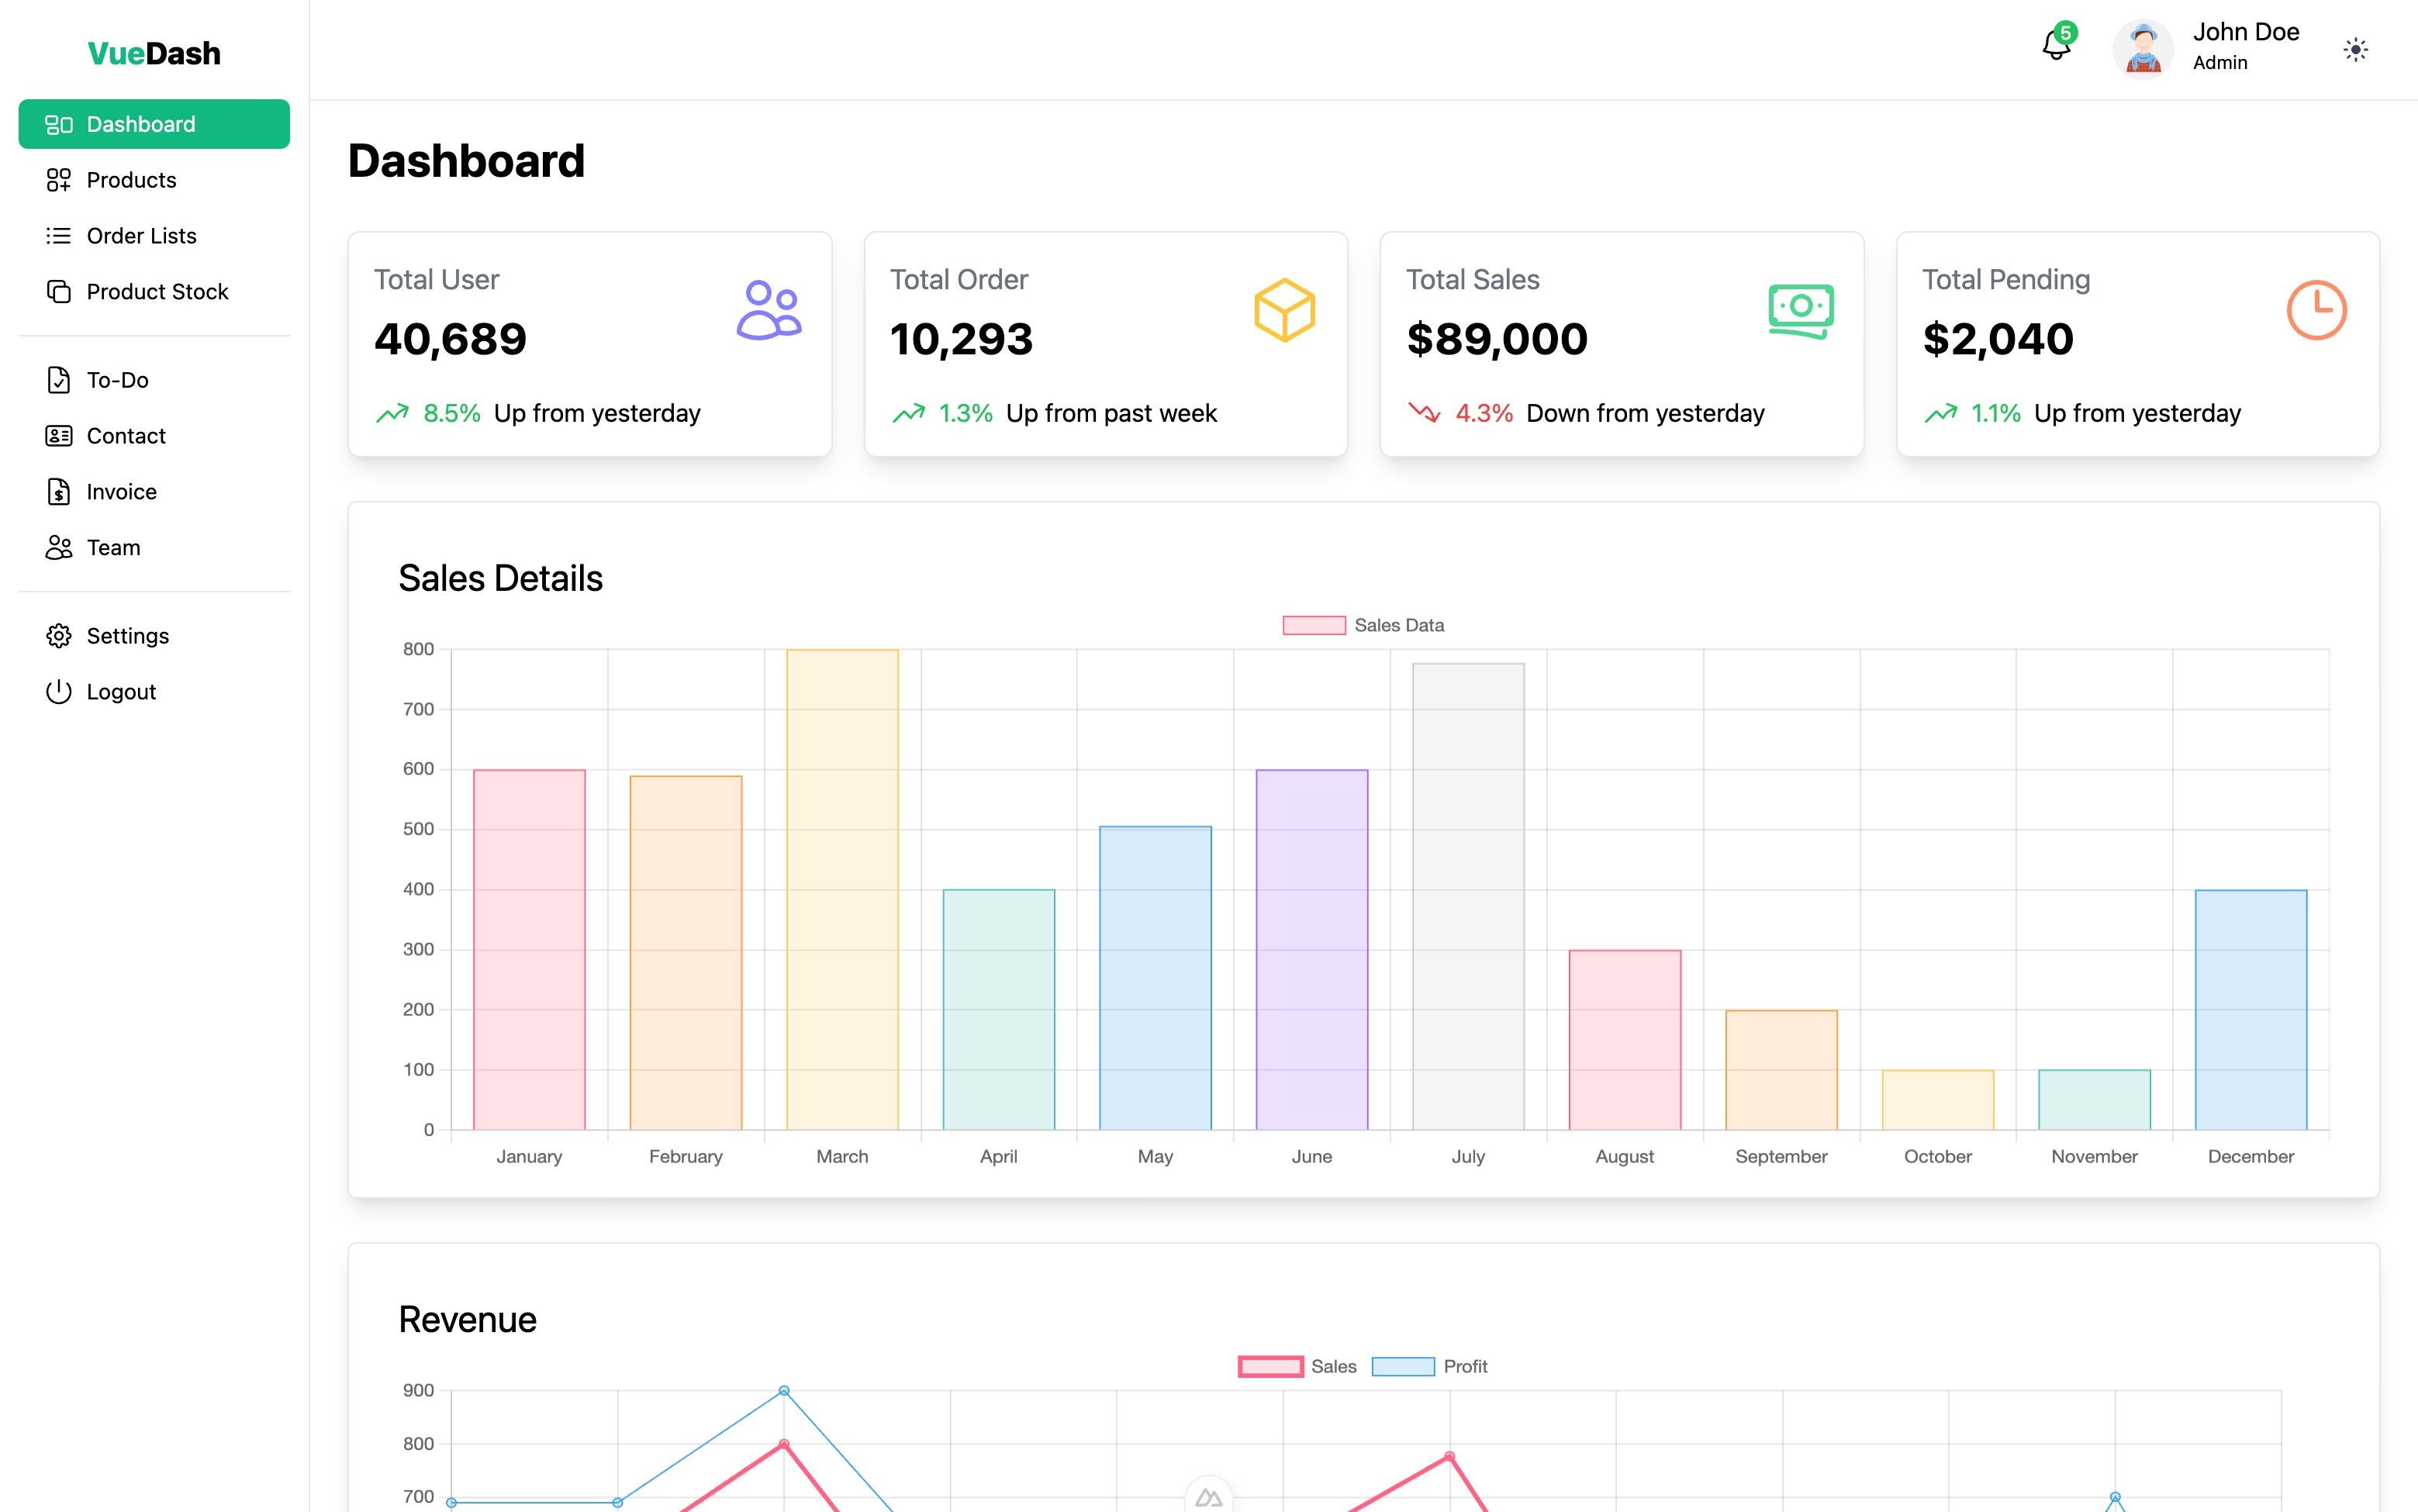 VueDash
Dashboard
Products
Order Lists
Product Stock
To-Do
Contact
Invoice
Team
Settings
Logout
5
John Doe
Admin
Dashboard
Total User
40,689
8.5% Up from yesterday
Total Order
10,293
1.3% Up from past week
Total Sales
$89,000
4.3% Down from yesterday
Total Pending
$2,040
1.1% Up from yesterday
Sales Details
Sales Data
800
700
600
500
400
300
200
100
0
January February March April May June July August September October November December
Revenue
Sales Profit
900
800
700